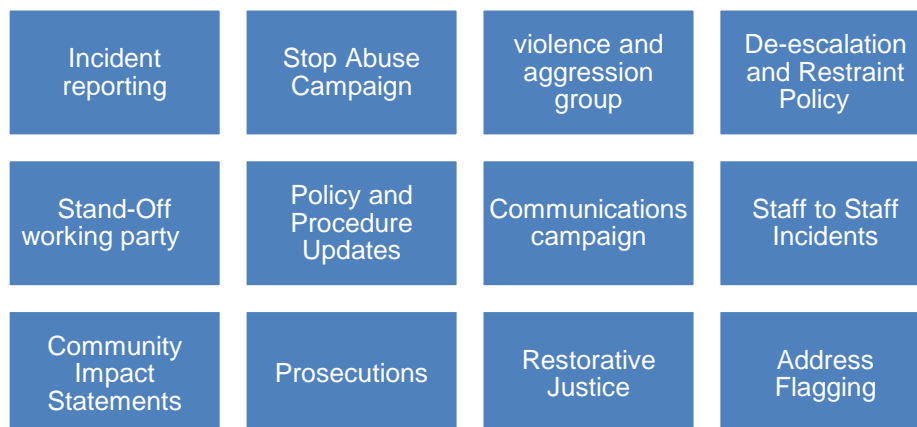 Incident
reporting
Stop Abuse
Campaign
violence and
aggression
group
De-escalation
and Restraint
Policy
Stand-Off
working party
Policy and
Procedure
Updates
Communications
campaign
Staff to Staff
Incidents
Community
Impact
Statements
Prosecutions
Restorative
Justice
Address
Flagging